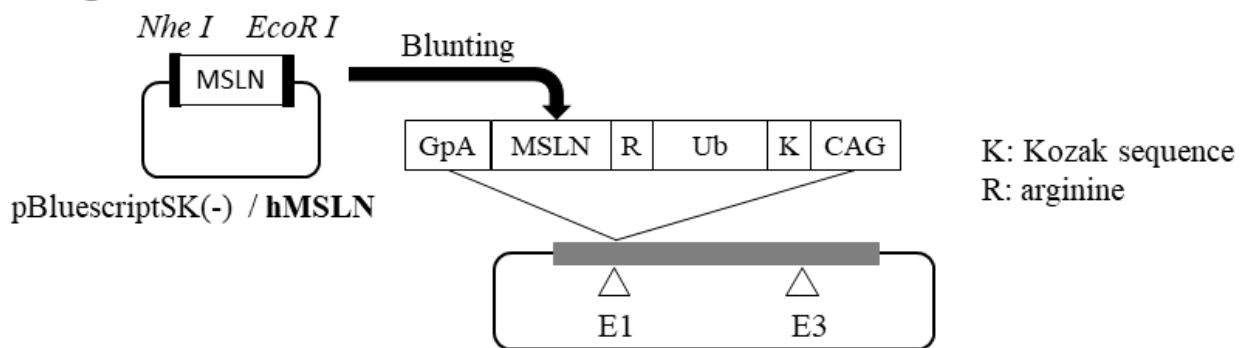 Nhe I EcoR I
Blunting
MSLN
GpA MSLN R Ub K CAG
K: Kozak sequence
R: arginine
pBluescriptSK(-) / hMSLN
E1 E3